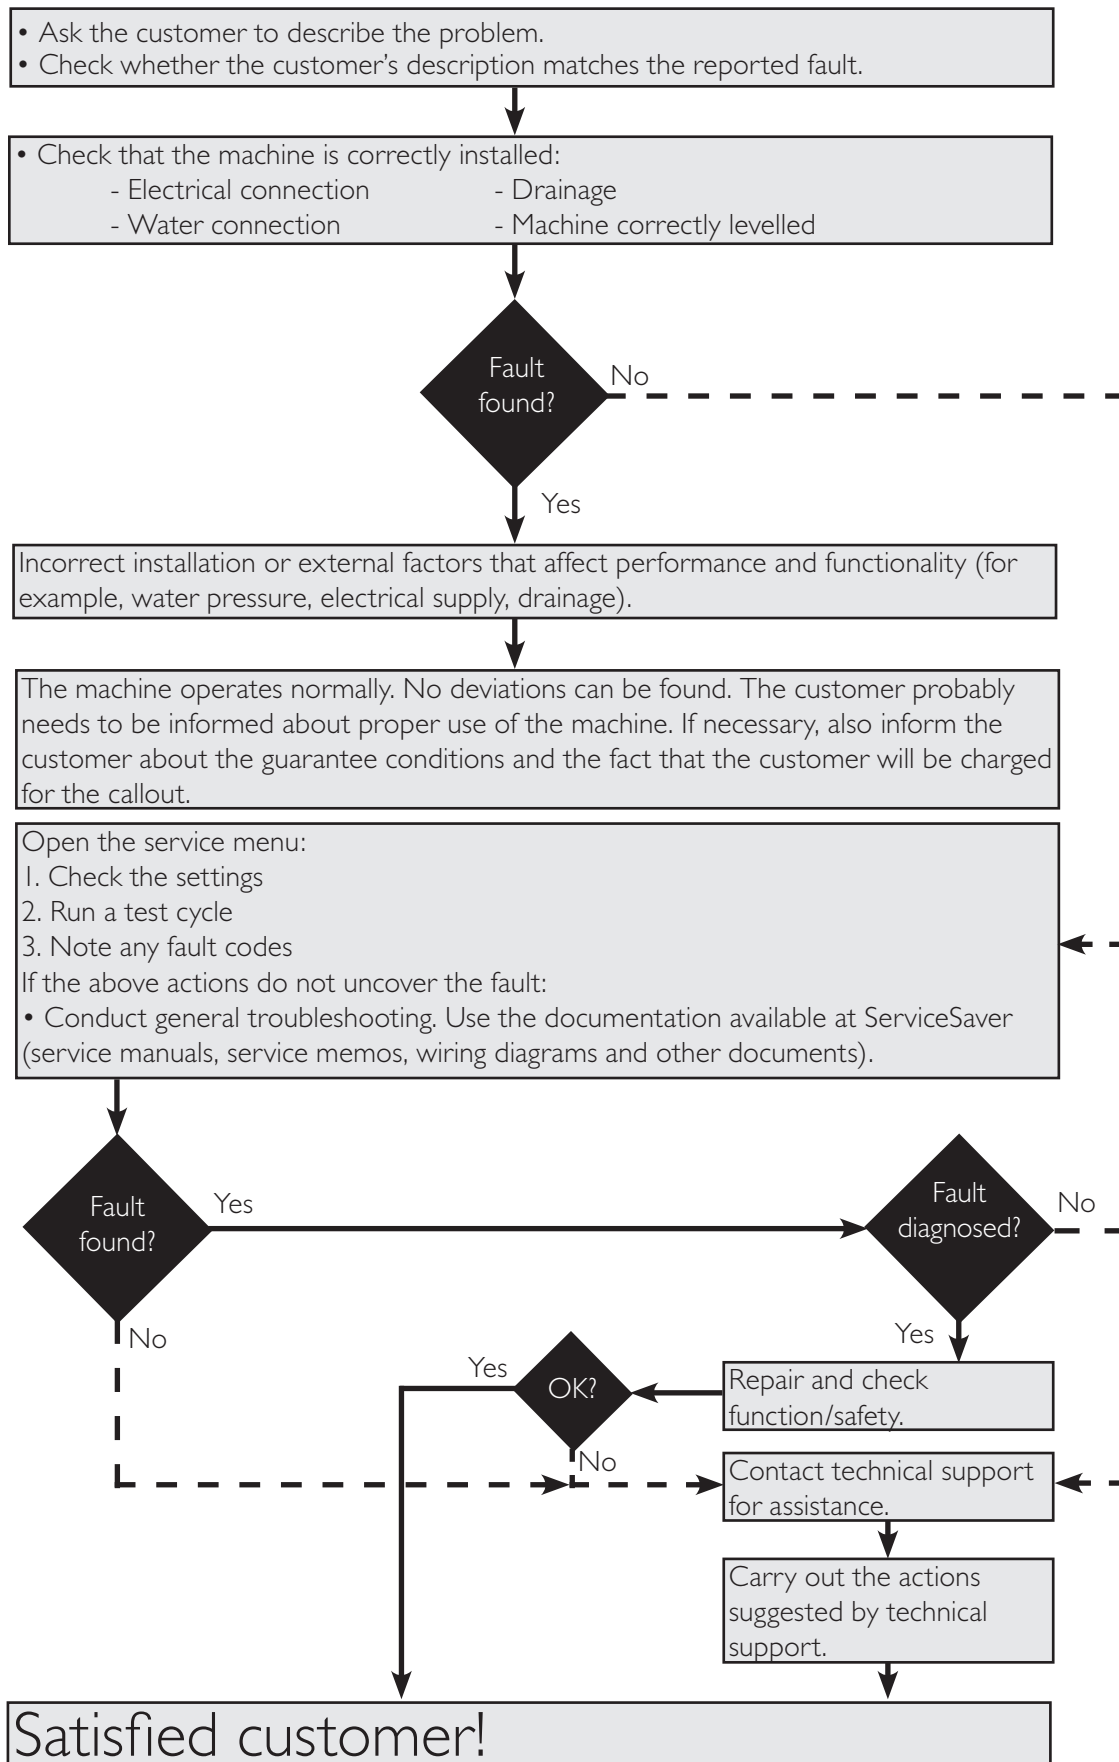 • Ask the customer to describe the problem.
• Check whether the customer's description matches the reported fault.
• Check that the machine is correctly installed:
- Electrical connection - Drainage
- Water connection - Machine correctly levelled
Fault
found?
No
Yes
Incorrect installation or external factors that affect performance and functionality (for
example, water pressure, electrical supply, drainage).
The machine operates normally. No deviations can be found. The customer probably
needs to be informed about proper use of the machine. If necessary, also inform the
customer about the guarantee conditions and the fact that the customer will be charged
for the callout.
Open the service menu:
1. Check the settings
2. Run a test cycle
3. Note any fault codes
If the above actions do not uncover the fault:
• Conduct general troubleshooting. Use the documentation available at ServiceSaver
(service manuals, service memos, wiring diagrams and other documents).
Fault
found?
Yes
No
Fault
diagnosed?
No
Yes
Repair and check
function/safety.
OK?
Yes
No
Contact technical support
for assistance.
Carry out the actions
suggested by technical
support.
Satisfied customer!